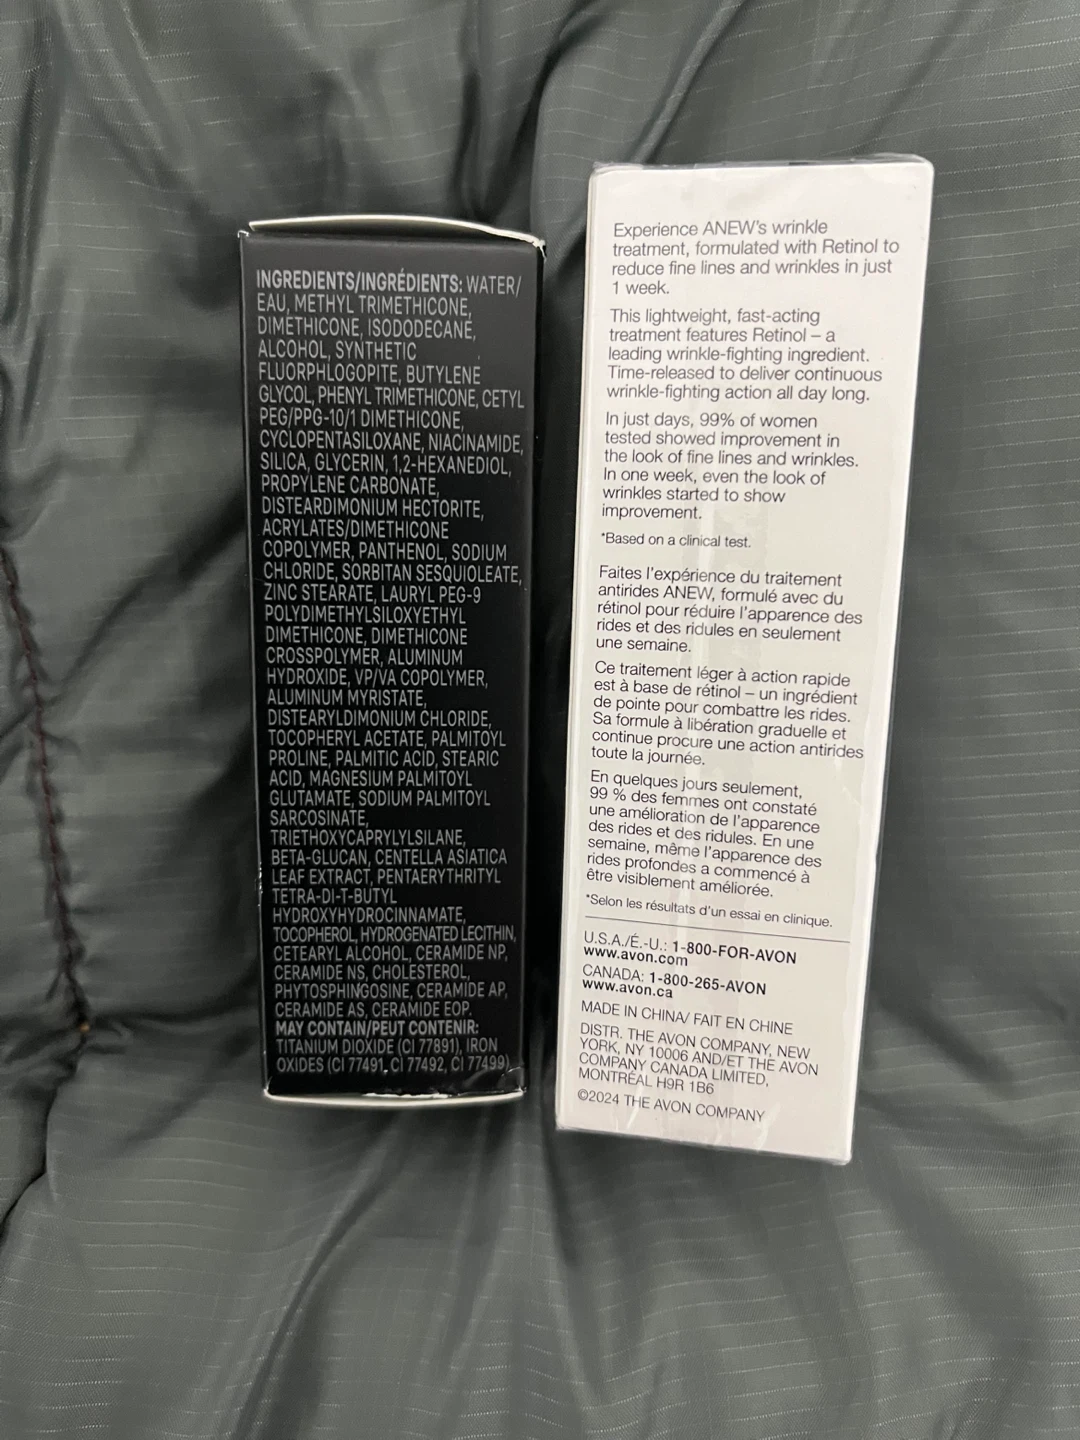 INGREDIENTS/INGRÉDIENTS: WATER/
EAU, METHYL TRIMETHICONE,
DIMETHICONE, ISODODECANE,
ALCOHOL, SYNTHETIC
FLUORPHLOGOPITE, BUTYLENE
GLYCOL, PHENYL TRIMETHICONE, CETYL
PEG/PPG-10/1 DIMETHICONE,
CYCLOPENTASILOXANE, NIACINAMIDE,
SILICA, GLYCERIN, 1,2-HEXANEDIOL,
PROPYLENE CARBONATE,
DISTEARDIMONIUM HECTORITE,
ACRYLATES/DIMETHICONE
COPOLYMER, PANTHENOL, SODIUM
CHLORIDE, SORBITAN SESQUIOLEATE,
ZINC STEARATE, LAURYL PEG-9
POLYDIMETHYLSILOXYETHYL
DIMETHICONE, DIMETHICONE
CROSSPOLYMER, ALUMINUM
HYDROXIDE, VP/VA COPOLYMER,
ALUMINUM MYRISTATE,
DISTEARYLDIMONIUM CHLORIDE,
TOCOPHERYL ACETATE, PALMITOYL
PROLINE, PALMITIC ACID, STEARIC
ACID, MAGNESIUM PALMITOYL
GLUTAMATE, SODIUM PALMITOYL
SARCOSINATE,
TRIETHOXYCAPRYLYLSILANE,
BETA-GLUCAN, CENTELLA ASIATICA
LEAF EXTRACT, PENTAERYTHRITYL
TETRA-DI-T-BUTYL
HYDROXYHYDROCINNAMATE,
TOCOPHEROL, HYDROGENATED LECITHIN,
CETEARYL ALCOHOL, CERAMIDE NP,
CERAMIDE NS, CHOLESTEROL,
PHYTOSPHINGOSINE, CERAMIDE AP,
CERAMIDE AS, CERAMIDE EOP.
MAY CONTAIN/PEUT CONTENIR:
TITANIUM DIOXIDE (CI 77891), IRON
OXIDES (CI 77491, CI 77492, CI 77499)
Experience ANEW's wrinkle
treatment, formulated with Retinol to
reduce fine lines and wrinkles in just
1 week.
This lightweight, fast-acting
treatment features Retinol – a
leading wrinkle-fighting ingredient.
Time-released to deliver continuous
wrinkle-fighting action all day long.
In just days, 99% of women
tested showed improvement in
the look of fine lines and wrinkles.
In one week, even the look of
wrinkles started to show
improvement.
*Based on a clinical test.
Faites l'expérience du traitement
antirides ANEW, formulé avec du
rétinol pour réduire l'apparence des
rides et des ridules en seulement
une semaine.
Ce traitement léger à action rapide
est à base de rétinol – un ingrédient
de pointe pour combattre les rides.
Sa formule à libération graduelle et
continue procure une action antirides
toute la journée.
En quelques jours seulement,
99 % des femmes ont constaté
une amélioration de l'apparence
des rides et des ridules. En une
semaine, même l'apparence des
rides profondes a commencé à
être visiblement améliorée.
*Selon les résultats d'un essai en clinique.
U.S.A./É.-U.: 1-800-FOR-AVON
www.avon.com
CANADA: 1-800-265-AVON
www.avon.ca
MADE IN CHINA/ FAIT EN CHINE
DISTR. THE AVON COMPANY, NEW
YORK, NY 10006 AND/ET THE AVON
COMPANY CANADA LIMITED,
MONTRÉAL H9R 1B6
©2024 THE AVON COMPANY